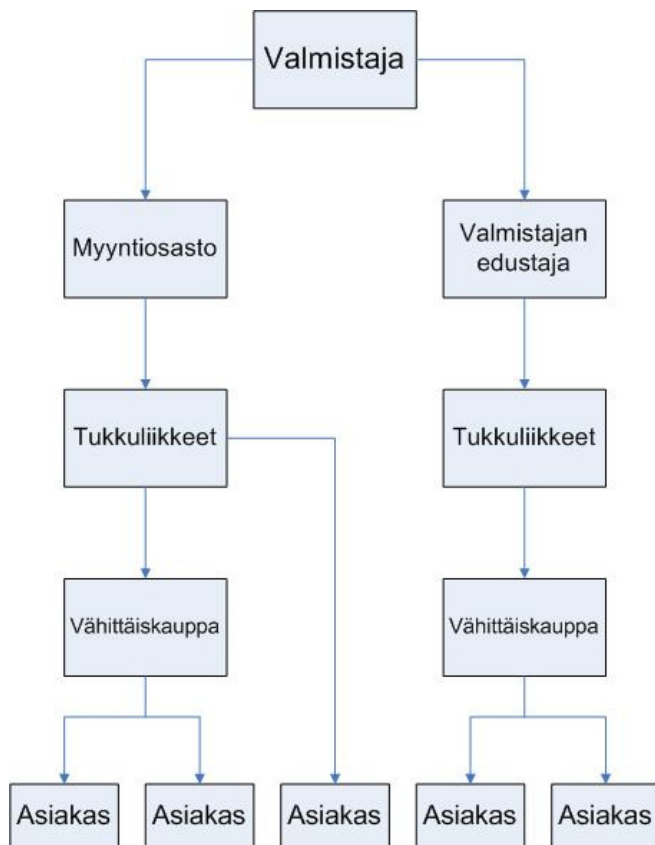 Valmistaja
Myyntiosasto
Valmistajan
edustaja
Tukkuliikkeet
Tukkuliikkeet
Vähittäiskauppa
Vähittäiskauppa
Asiakas
Asiakas
Asiakas
Asiakas
Asiakas